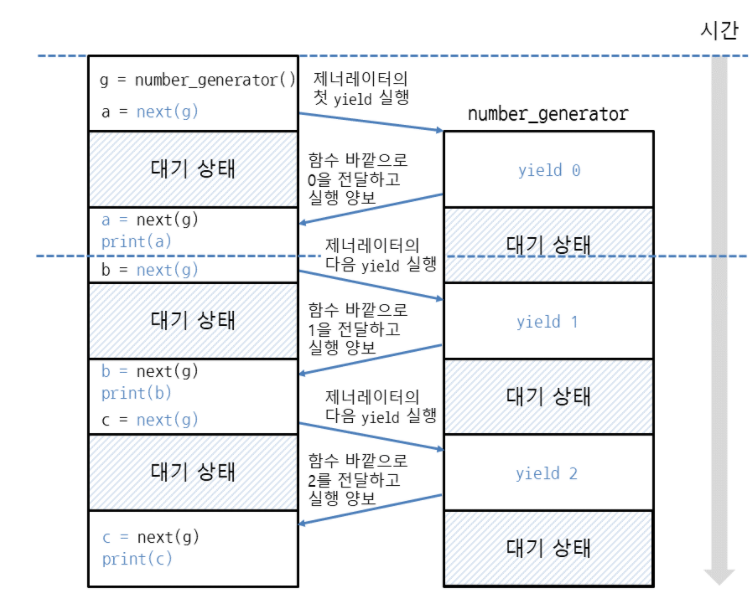 시간
g = number_generator()
a = next(g)
제너레이터의
첫 yield 실행
number_generator
대기 상태
함수 바깥으로
0을 전달하고
실행 양보
yield 0
a = next(g)
print(a)
b = next(g)
제너레이터의
다음 yield 실행
대기 상태
대기 상태
함수 바깥으로
1을 전달하고
실행 양보
yield 1
b = next(g)
print(b)
c = next(g)
제너레이터의
다음 yield 실행
대기 상태
대기 상태
함수 바깥으로
2를 전달하고
실행 양보
yield 2
c = next(g)
print(c)
대기 상태